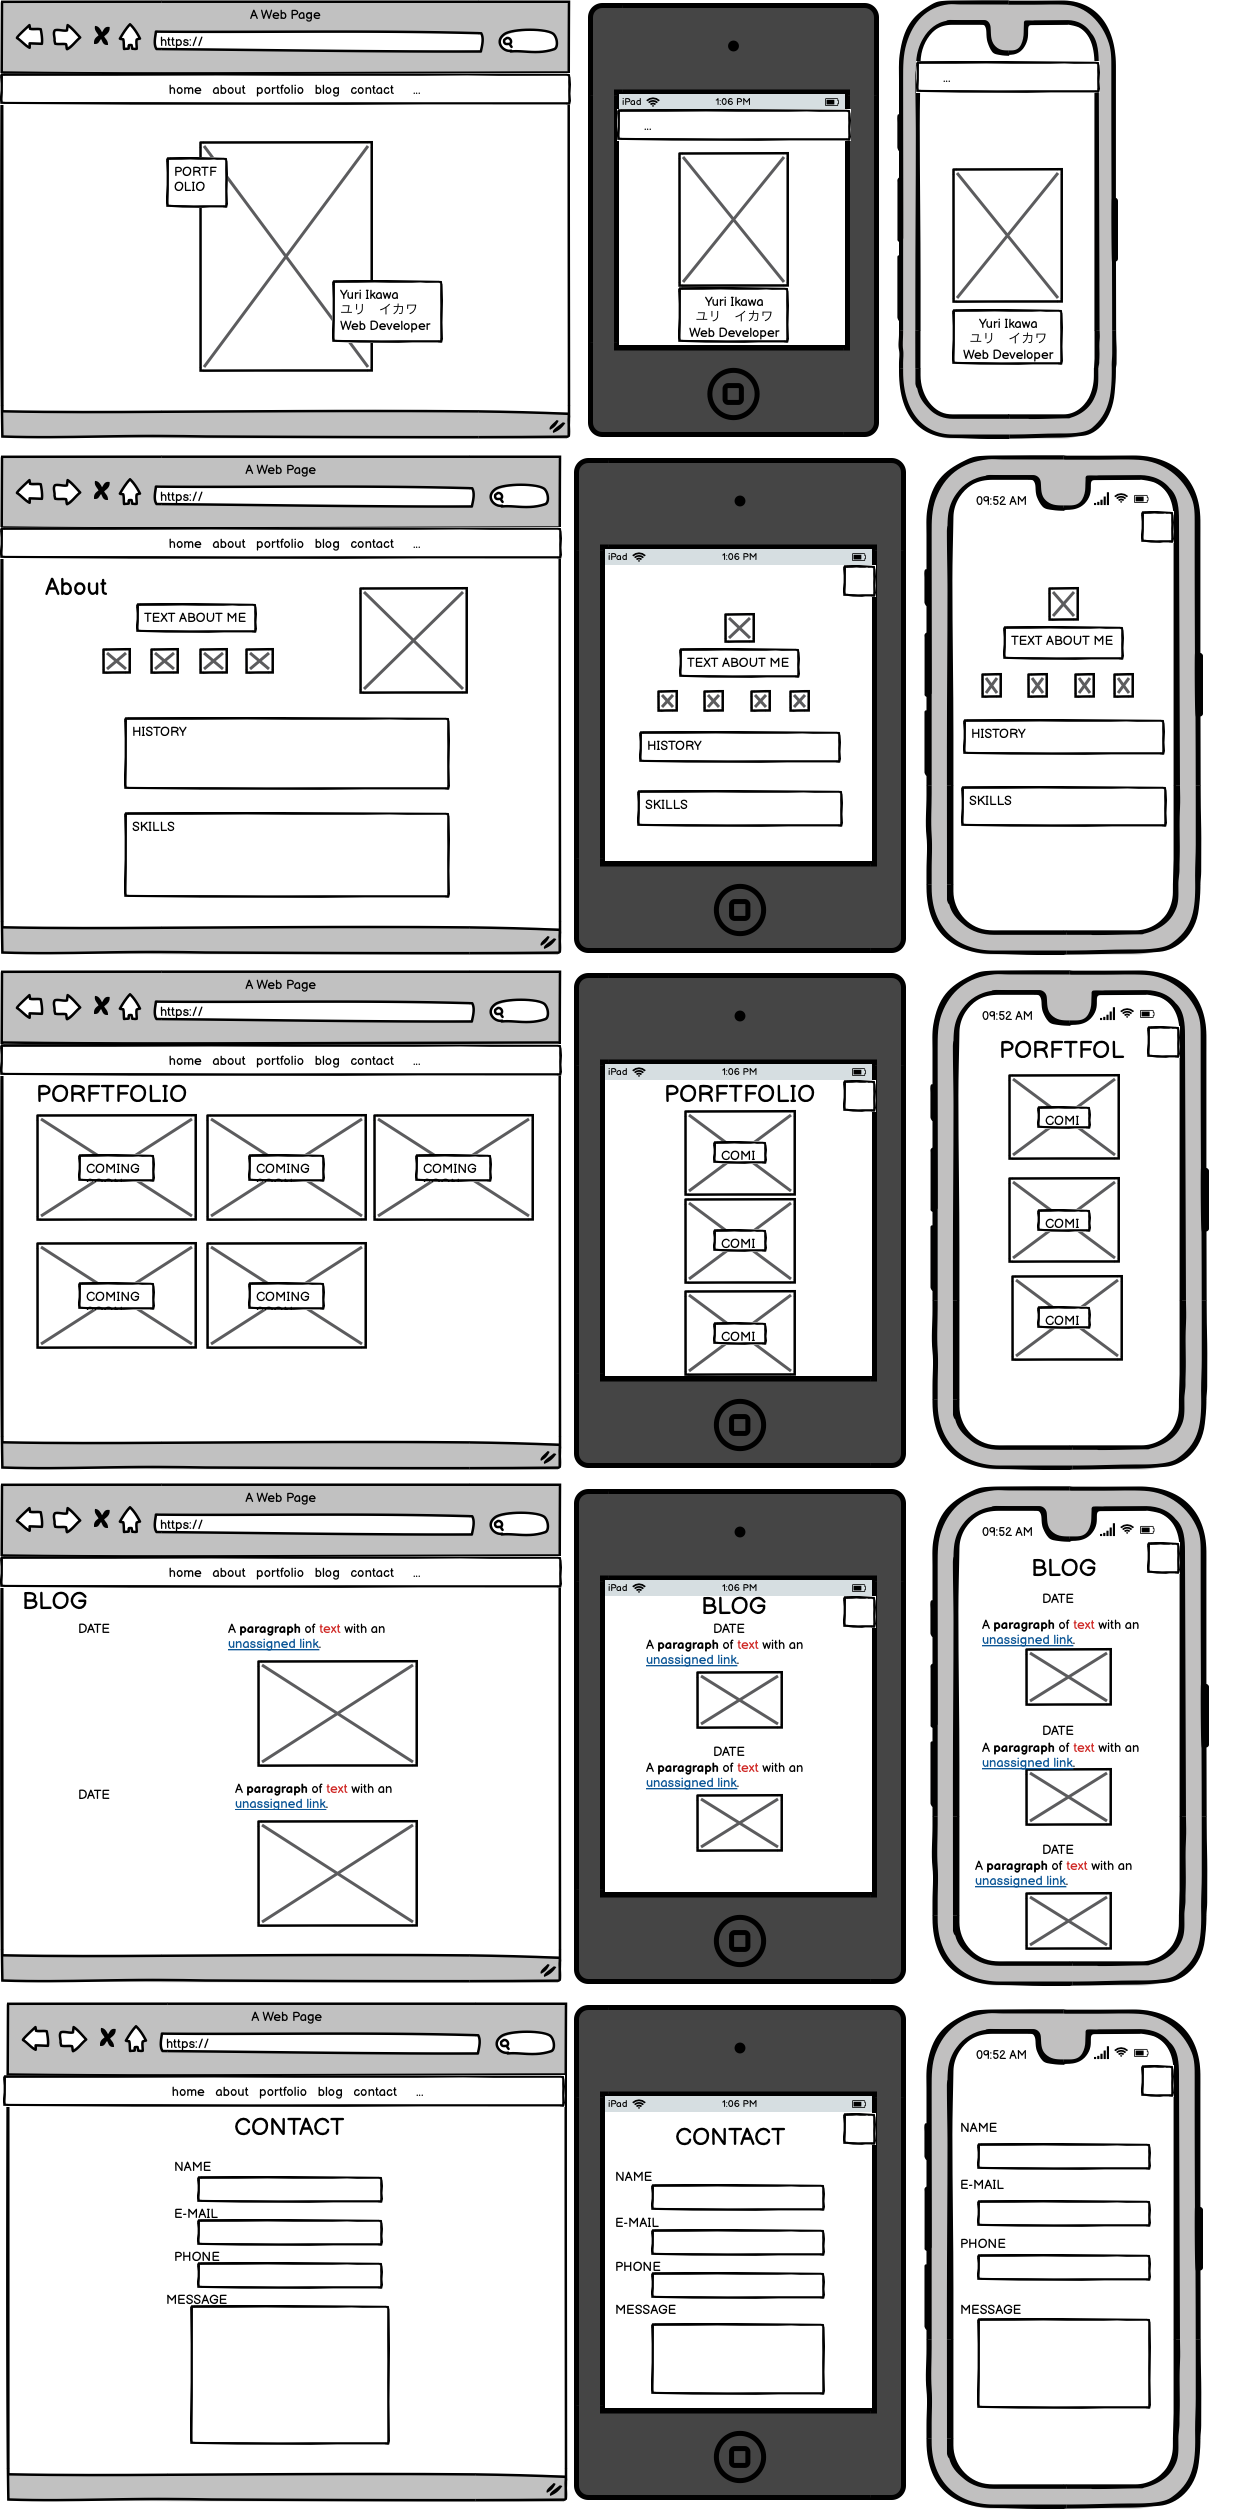 A Web Page
https://
home about portfolio blog contact ...
PORTF
OLIO
Yuri Ikawa
ユリ　イカワ
Web Developer
iPad 1:06 PM
...
Yuri Ikawa
ユリ　イカワ
Web Developer
...
Yuri Ikawa
ユリ　イカワ
Web Developer
A Web Page
https://
home about portfolio blog contact ...
About
TEXT ABOUT ME
HISTORY
SKILLS
iPad 1:06 PM
TEXT ABOUT ME
HISTORY
SKILLS
09:52 AM
TEXT ABOUT ME
HISTORY
SKILLS
A Web Page
https://
home about portfolio blog contact ...
PORFTFOLIO
COMING
COMING
COMING
COMING
COMING
iPad 1:06 PM
PORFTFOLIO
COMI
COMI
COMI
09:52 AM
PORFTFOL
COMI
COMI
COMI
A Web Page
https://
home about portfolio blog contact ...
BLOG
DATE
A paragraph of text with an
unassigned link.
DATE
A paragraph of text with an
unassigned link.
iPad 1:06 PM
BLOG
DATE
A paragraph of text with an
unassigned link.
DATE
A paragraph of text with an
unassigned link.
09:52 AM
BLOG
DATE
A paragraph of text with an
unassigned link.
DATE
A paragraph of text with an
unassigned link.
DATE
A paragraph of text with an
unassigned link.
A Web Page
https://
home about portfolio blog contact ...
CONTACT
NAME
E-MAIL
PHONE
MESSAGE
iPad 1:06 PM
CONTACT
NAME
E-MAIL
PHONE
MESSAGE
09:52 AM
NAME
E-MAIL
PHONE
MESSAGE